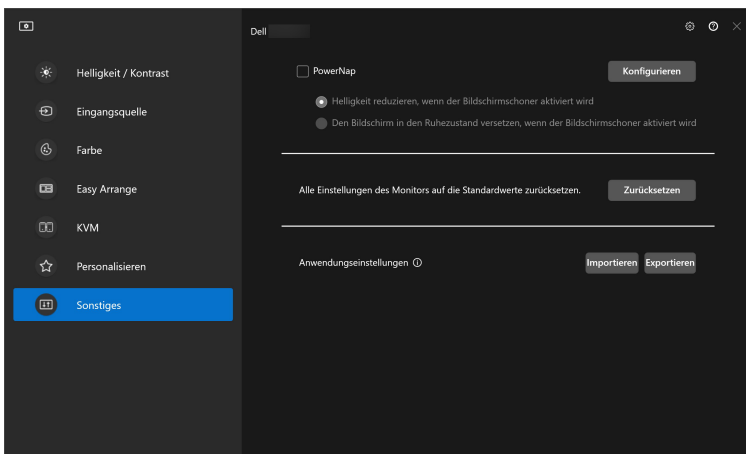 Dell
Helligkeit / Kontrast
Eingangsquelle
Farbe
Easy Arrange
KVM
Personalisieren
Sonstiges
PowerNap
Konfigurieren
Helligkeit reduzieren, wenn der Bildschirmschoner aktiviert wird
Den Bildschirm in den Ruhezustand versetzen, wenn der Bildschirmschoner aktiviert wird
Alle Einstellungen des Monitors auf die Standardwerte zurücksetzen.
Zurücksetzen
Anwendungseinstellungen
Importieren
Exportieren